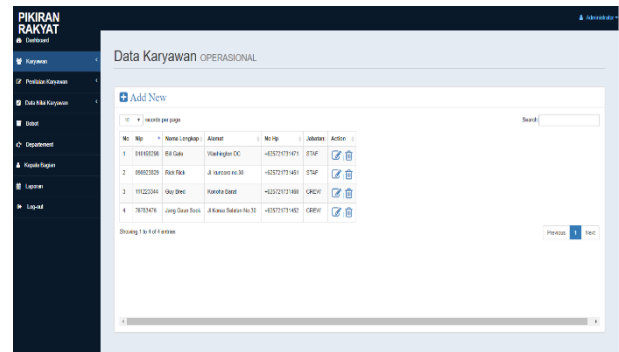 PIKIRAN
RAKYAT
Administrator
Dashboard
Karyawan
Penilaian Karyawan
Data Nilai Karyawan
Bobot
Departement
Kepala Bagian
Laporan
Log-out
Data Karyawan OPERASIONAL
Add New
10 records per page
Search:
No Nip Nama Lengkap Alamat No Hp Jabatan Action
1 Bill Gate Washington DC STAF
2 Rick Rick STAF
3 Guy Bred Konoha Barat CREW
4 CREW
Showing 1 to 4 of 4 entries
Previous 1 Next